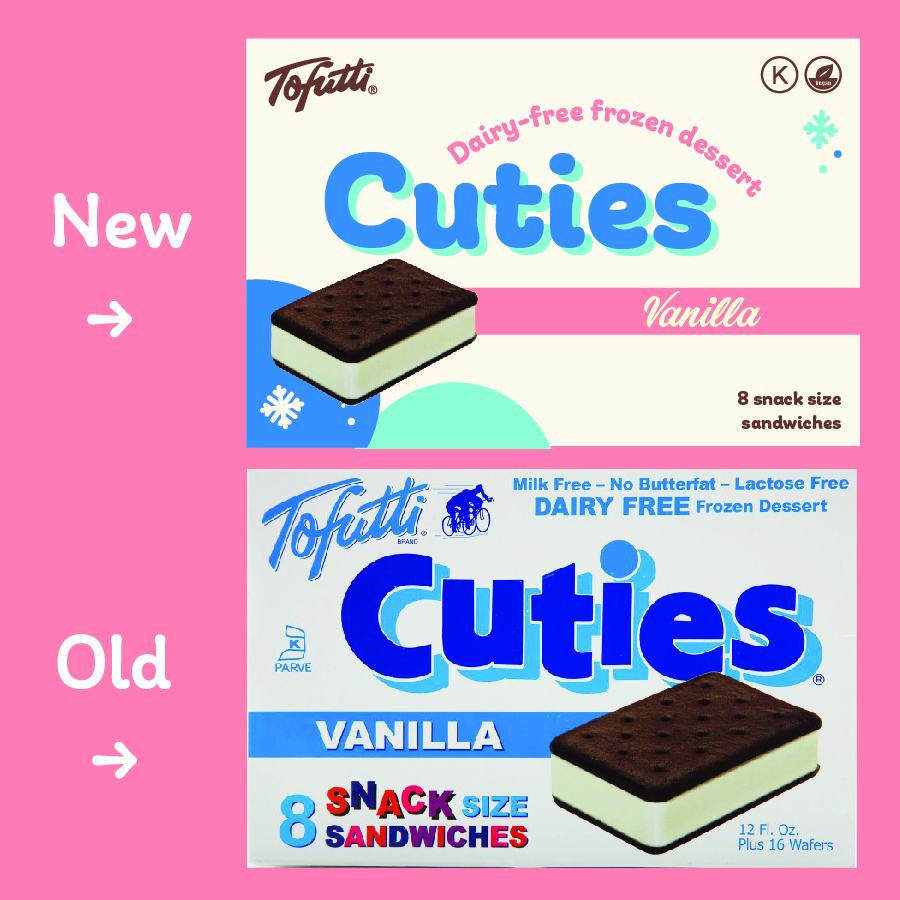 New
→
Tofutti®
K
Vegan
Dairy-free frozen dessert
Cuties
Vanilla
8 snack size
sandwiches
Old
→
Tofutti®
BRAND
Milk Free – No Butterfat – Lactose Free
DAIRY FREE Frozen Dessert
Cuties®
K
PARVE
VANILLA
8 SNACK SIZE
SANDWICHES
12 Fl. Oz.
Plus 16 Wafers